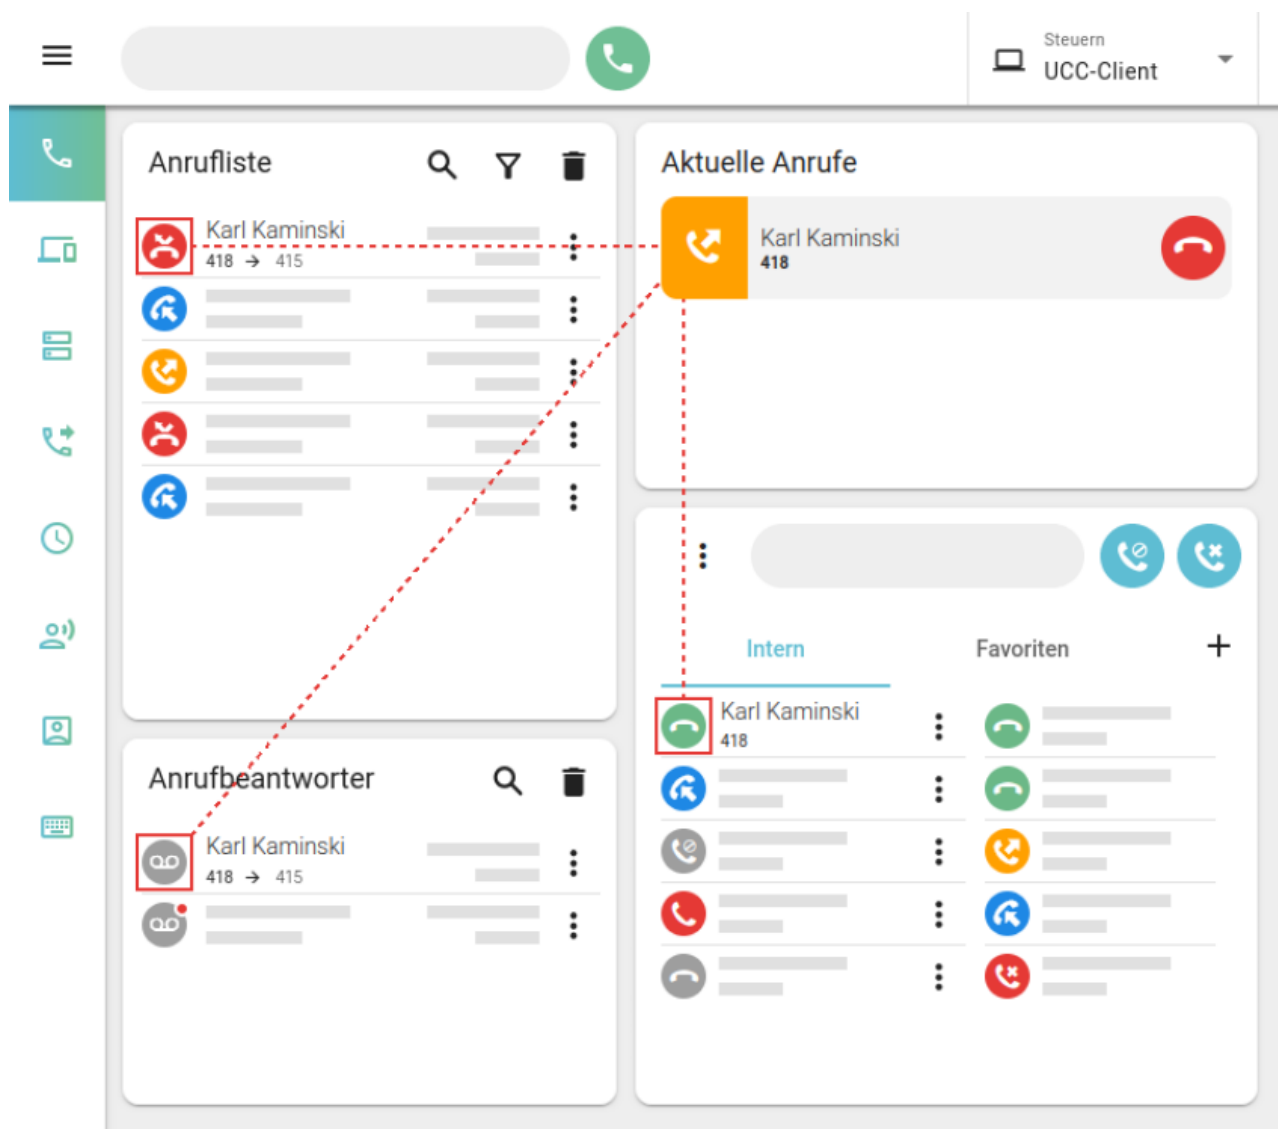 Steuern
UCC-Client
Anrufliste
Karl Kaminski
418 → 415
Aktuelle Anrufe
Karl Kaminski
418
Intern
Favoriten
Karl Kaminski
418
Anrufbeantworter
Karl Kaminski
418 → 415